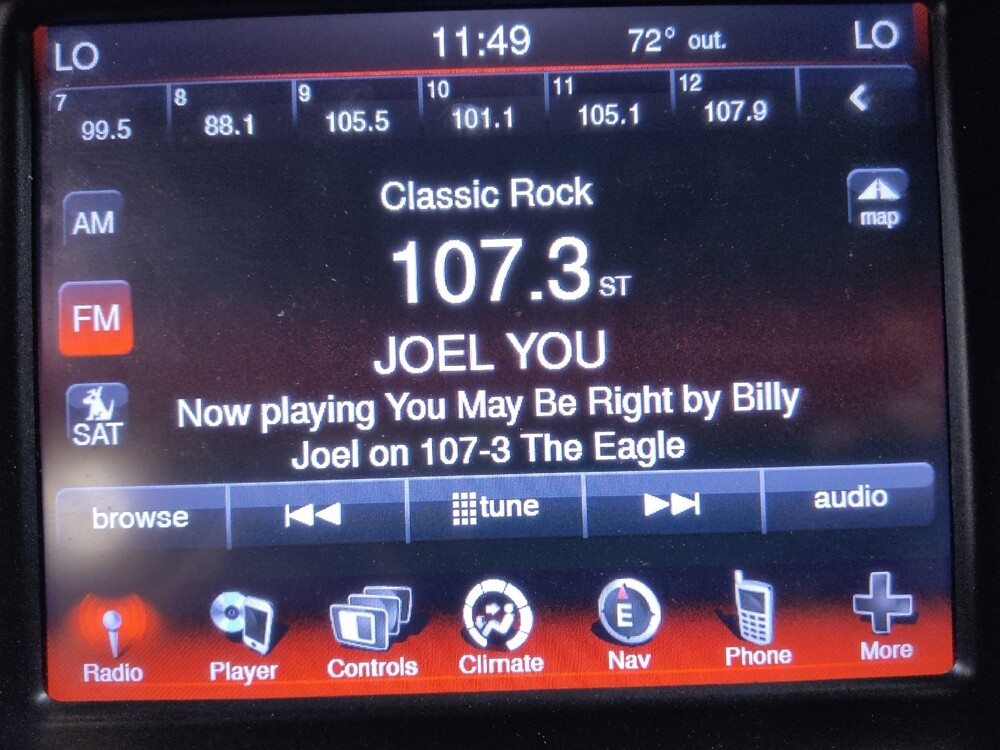 LO 11:49 72° out. LO
7 8 9 10 11 12
99.5 88.1 105.5 101.1 105.1 107.9
Classic Rock
map
AM
107.3 ST
FM
JOEL YOU
SAT
Now playing You May Be Right by Billy
Joel on 107-3 The Eagle
browse tune audio
E
Radio Player Controls Climate Nav Phone More